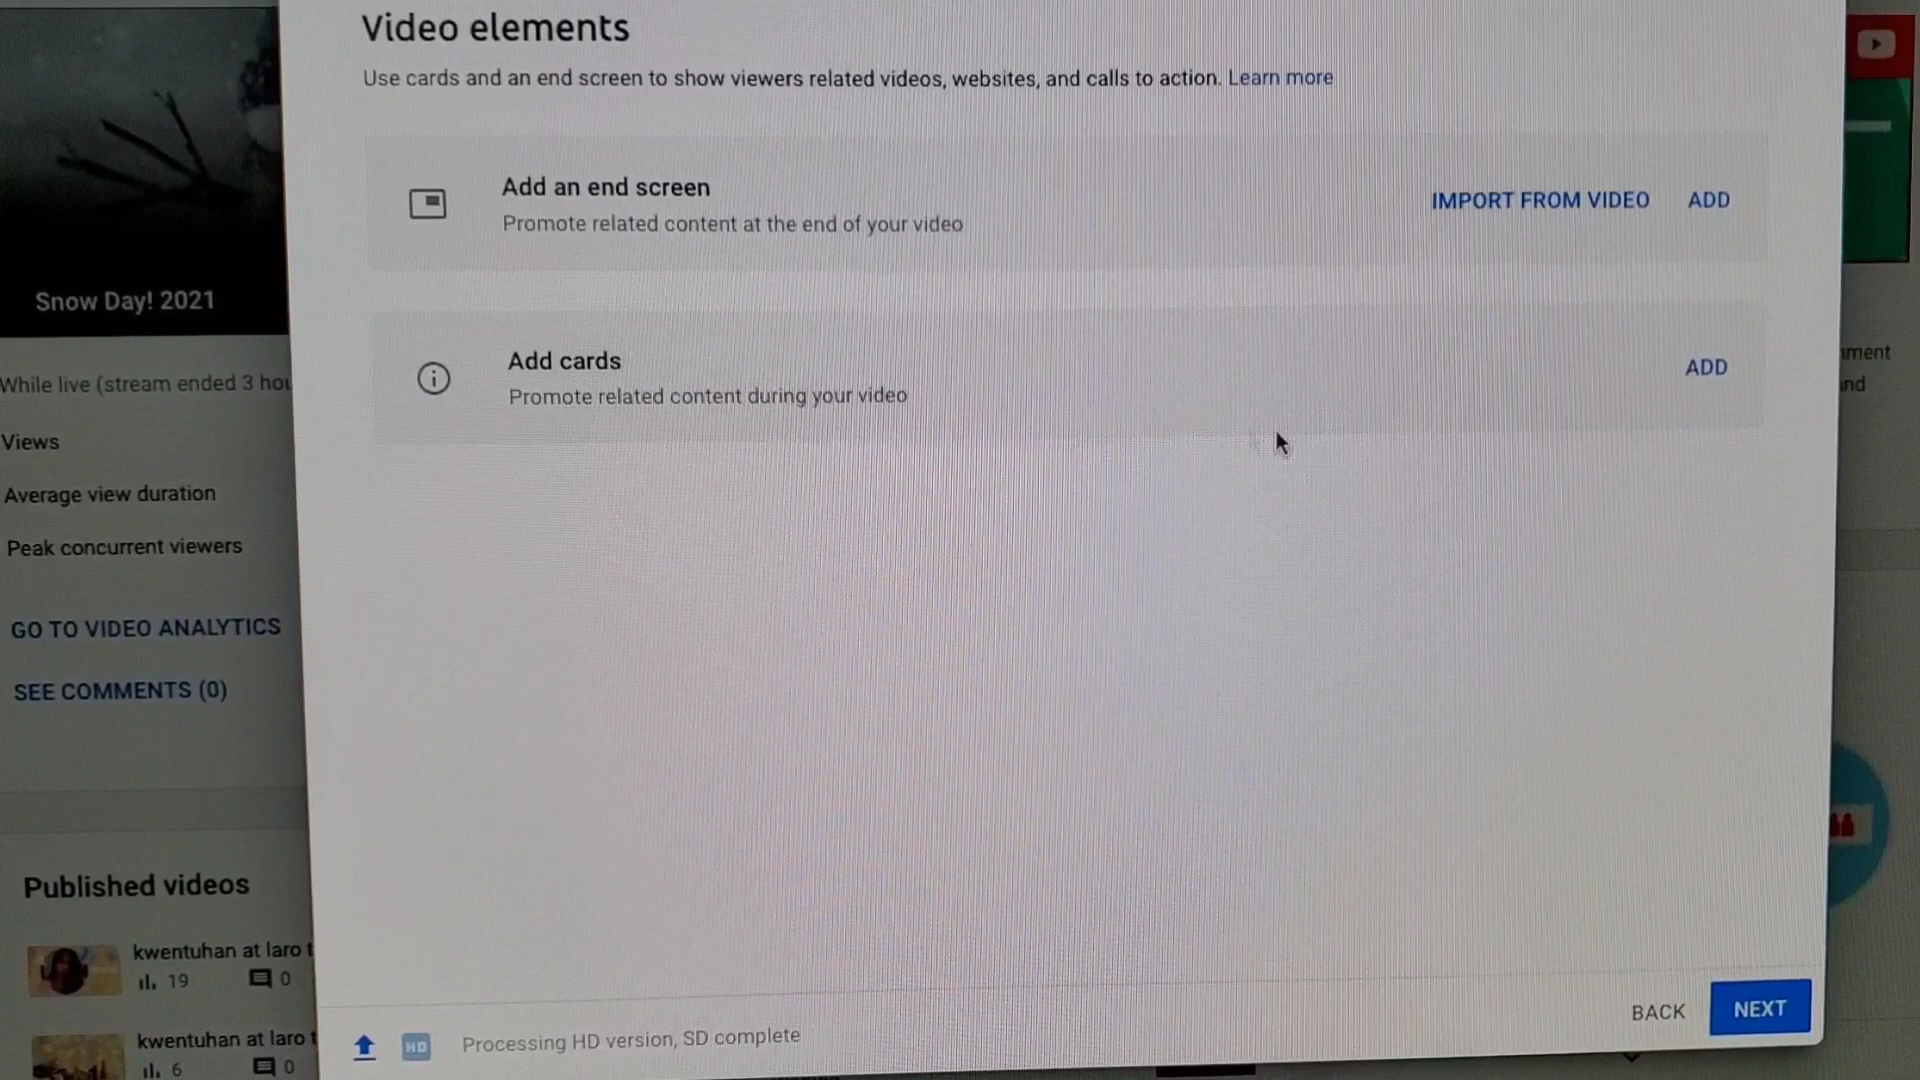 Video elements
Use cards and an end screen to show viewers related videos, websites, and calls to action. Learn more
Add an end screen
Promote related content at the end of your video
IMPORT FROM VIDEO
ADD
Add cards
Promote related content during your video
ADD
Snow Day! 2021
While live (stream ended 3
Views
Average view duration
Peak concurrent viewers
GO TO VIDEO ANALYTICS
SEE COMMENTS (0)
Published videos
kwentuhan at laro
19 0
kwentuhan at laro
6 0
HD
Processing HD version, SD complete
BACK
NEXT